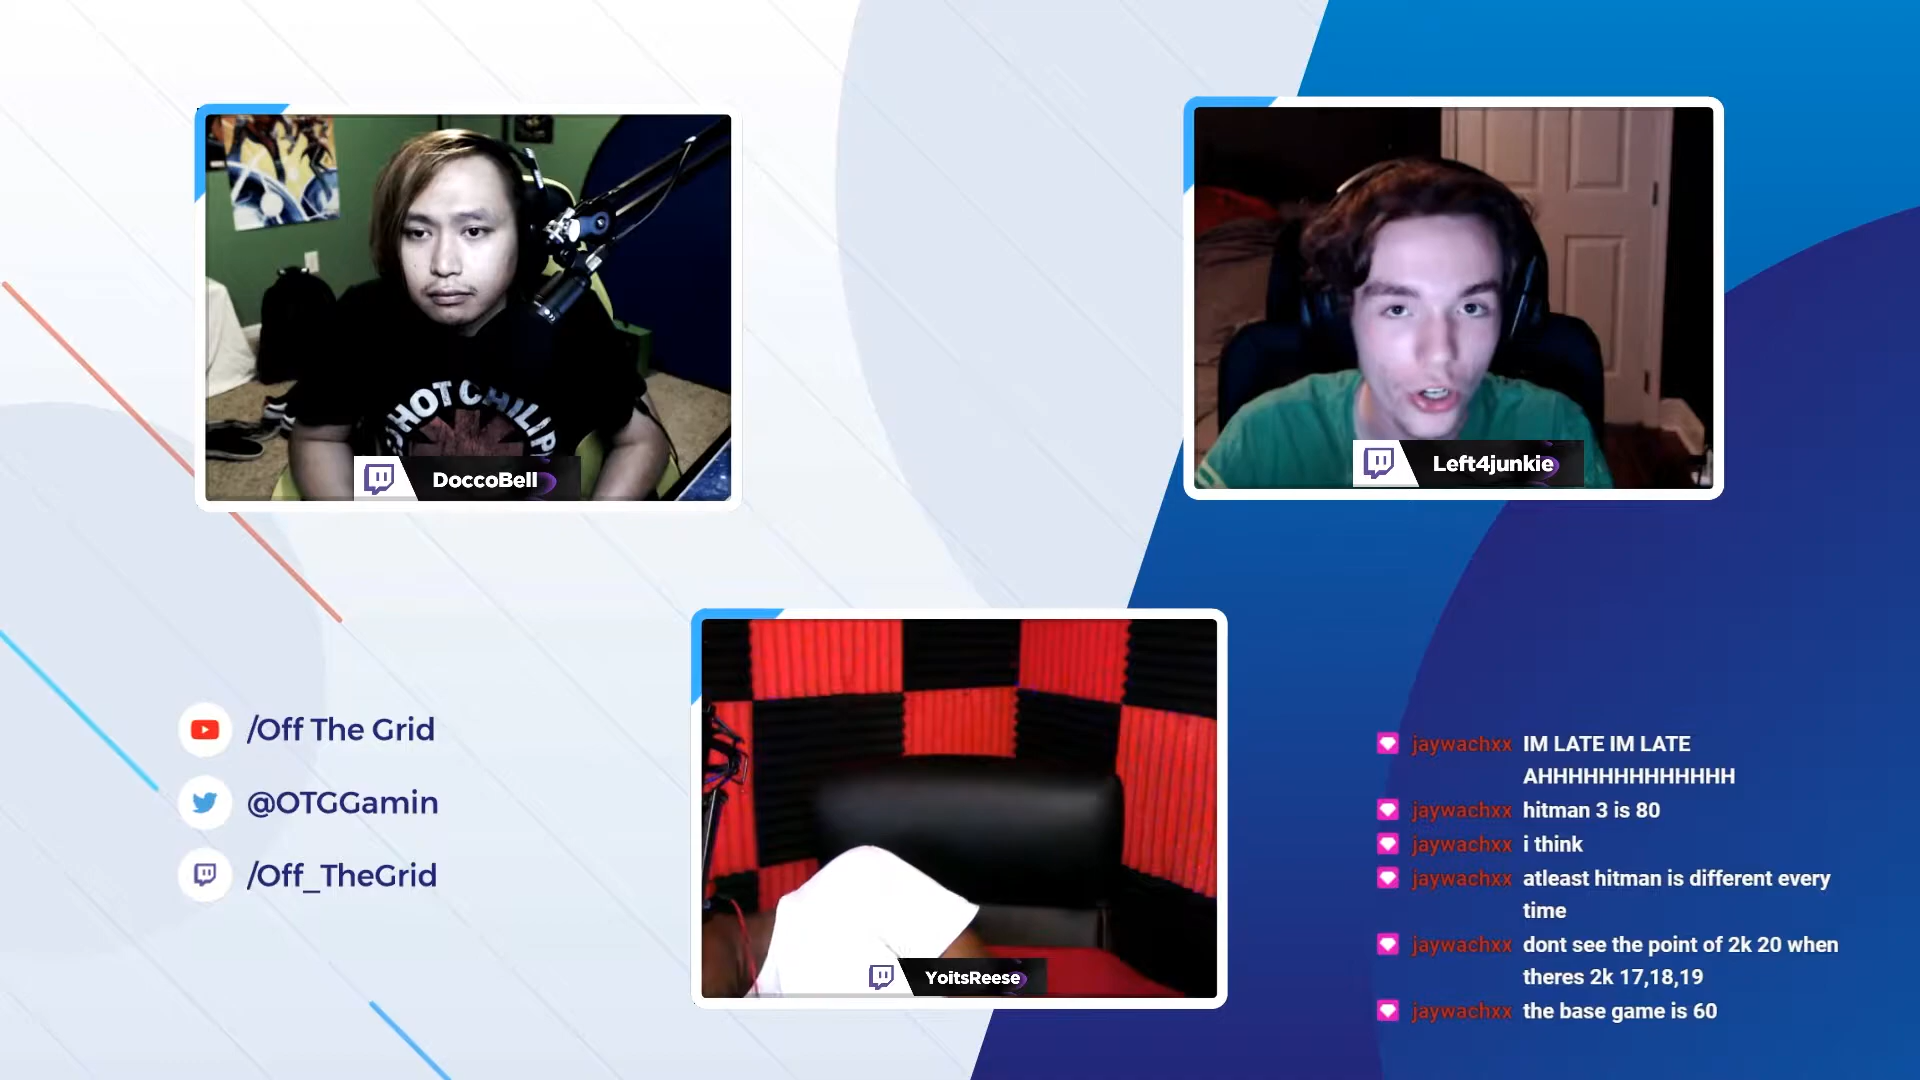 HOT CHILI P
DoccoBell
Left4junkie
YoitsReese
/Off The Grid
@OTGGamin
/Off_TheGrid
jaywachxx IM LATE IM LATE
AHHHHHHHHHHHHH
jaywachxx hitman 3 is 80
jaywachxx i think
jaywachxx atleast hitman is different every
time
jaywachxx dont see the point of 2k 20 when
theres 2k 17,18,19
jaywachxx the base game is 60